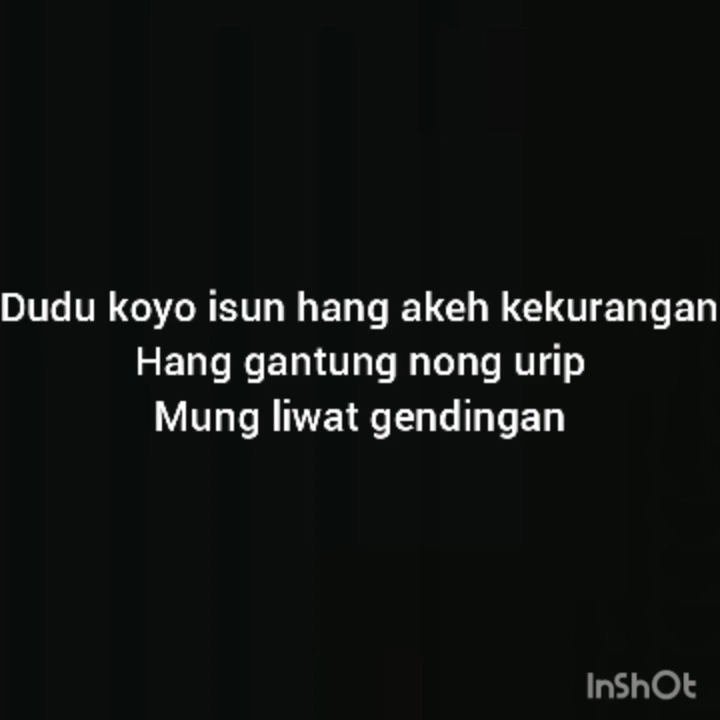 Dudu koyo isun hang akeh kekurangan
Hang gantung nong urip
Mung liwat gendingan
InShOt